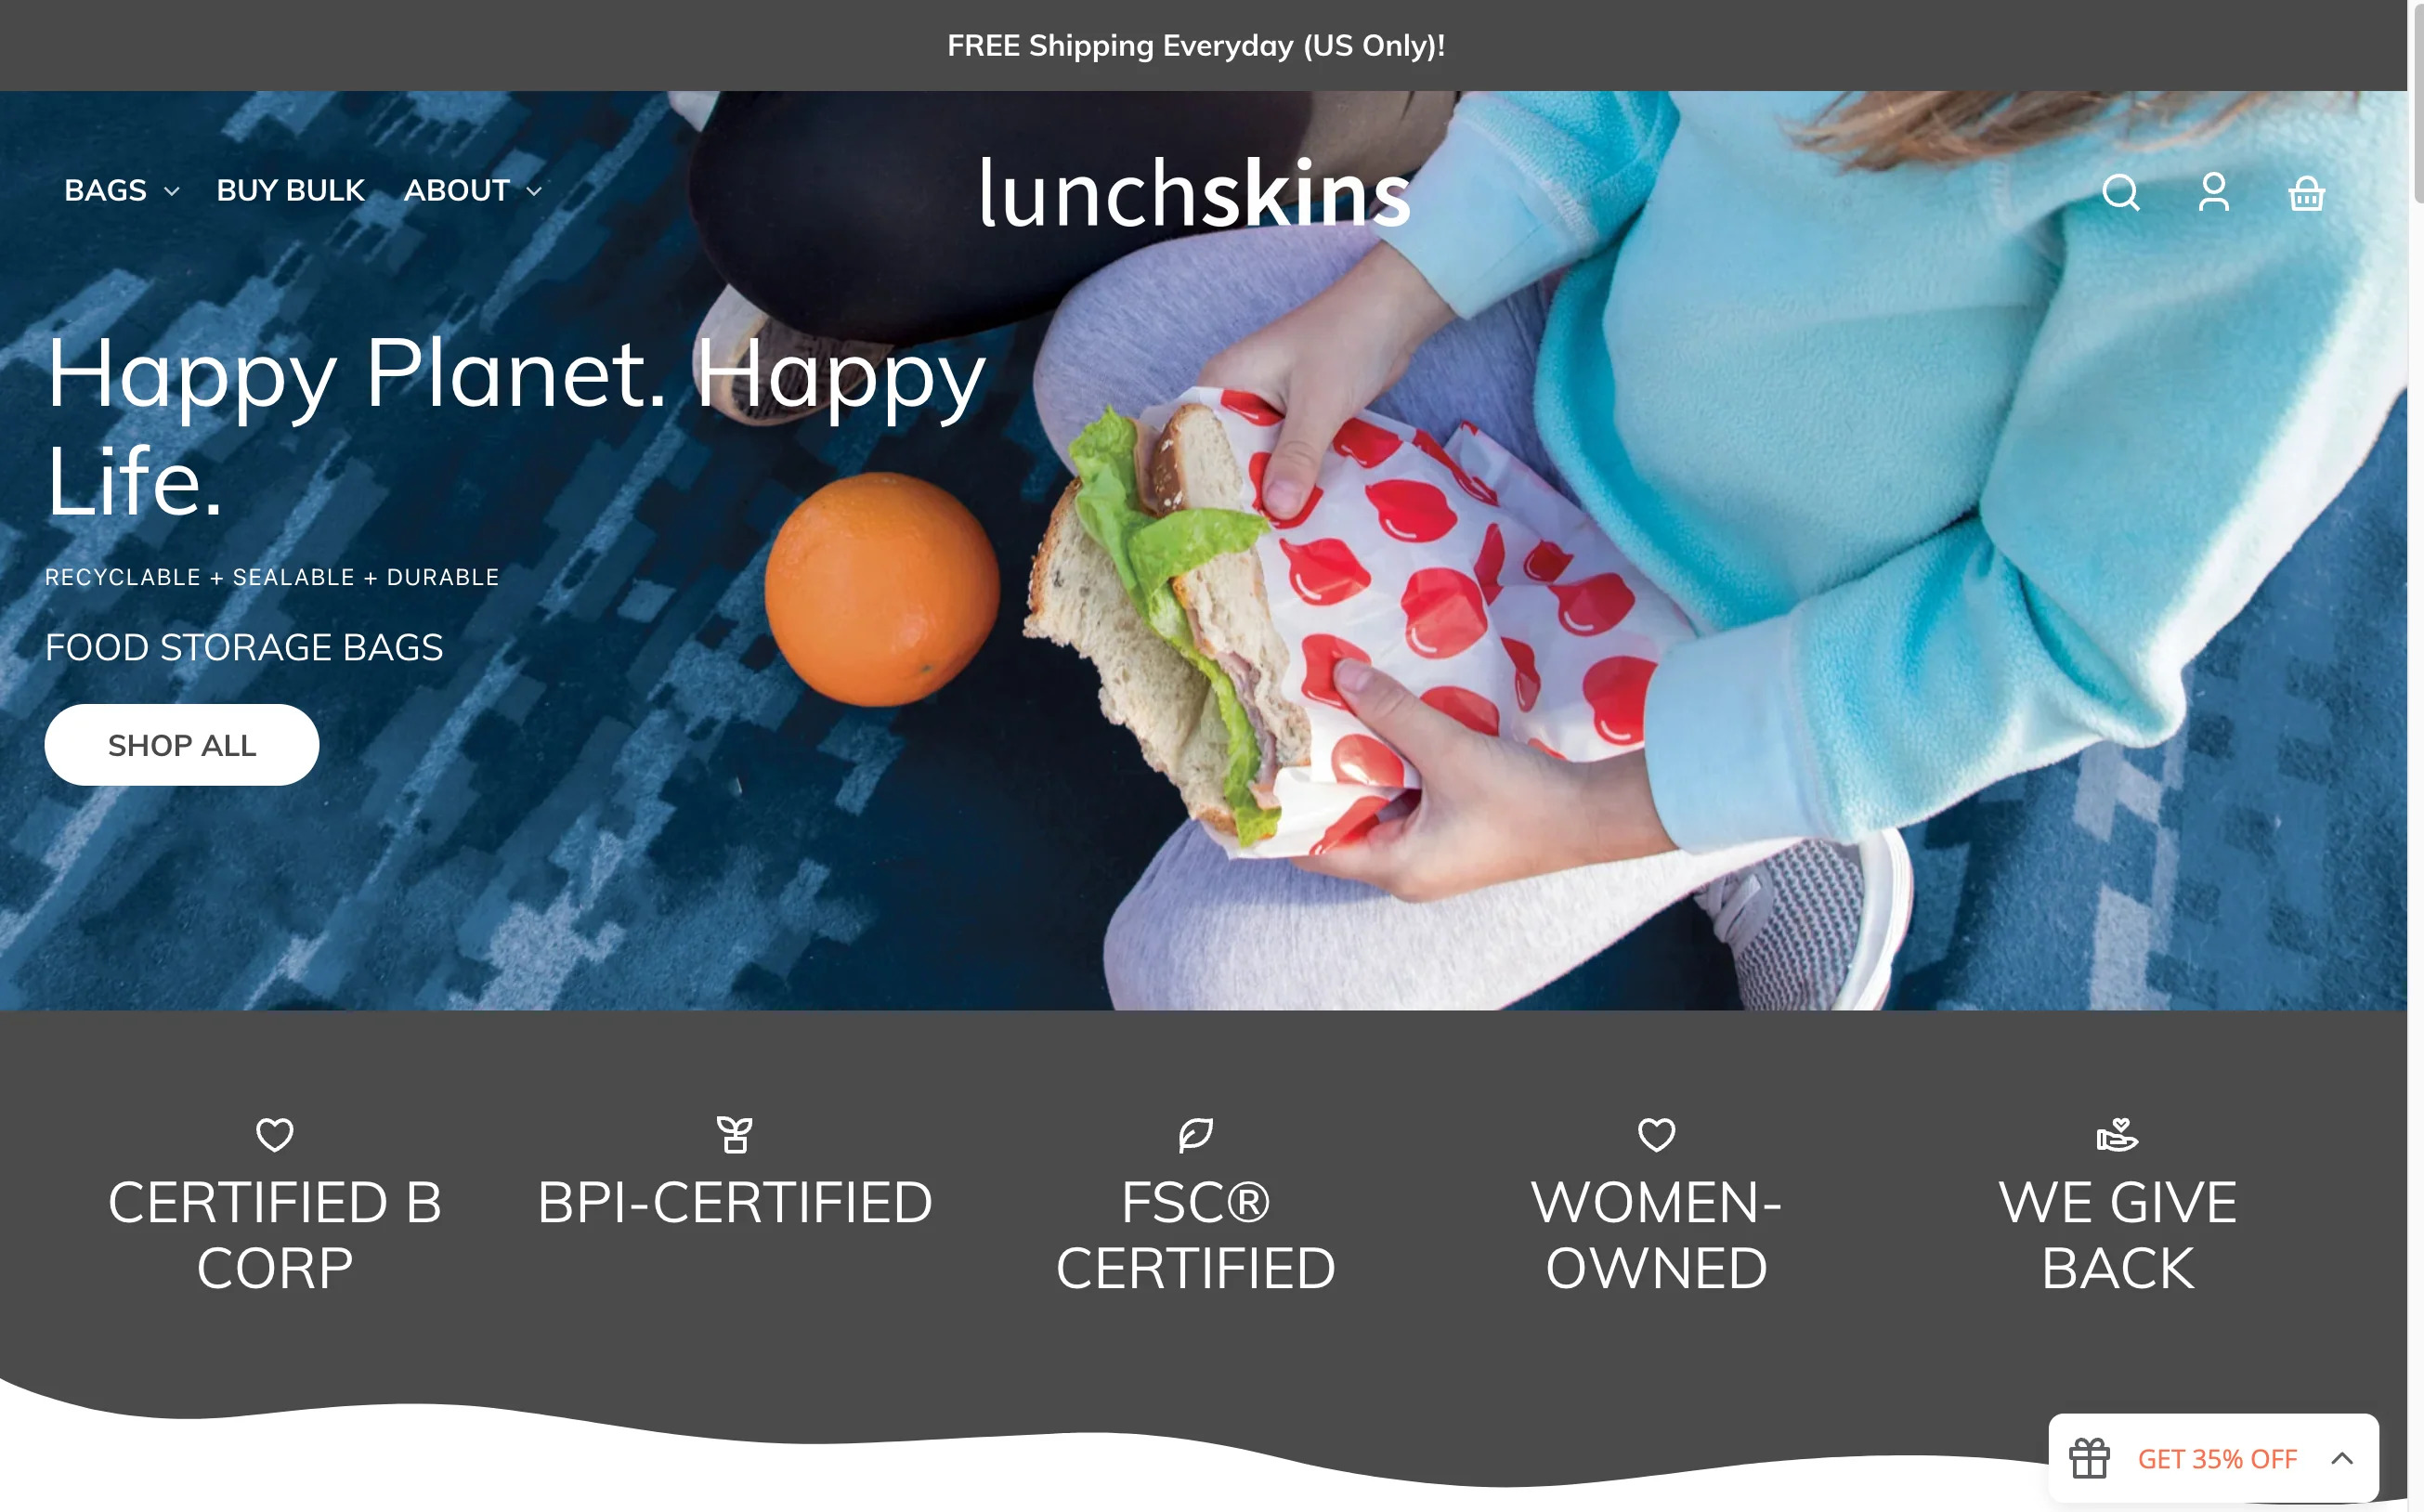 FREE Shipping Everyday (US Only)!
BAGS BUY BULK ABOUT
lunchskins
Happy Planet. Happy
Life.
RECYCLABLE + SEALABLE + DURABLE
FOOD STORAGE BAGS
SHOP ALL
CERTIFIED B
CORP
BPI-CERTIFIED
FSC®
CERTIFIED
WOMEN-
OWNED
WE GIVE
BACK
GET 35% OFF